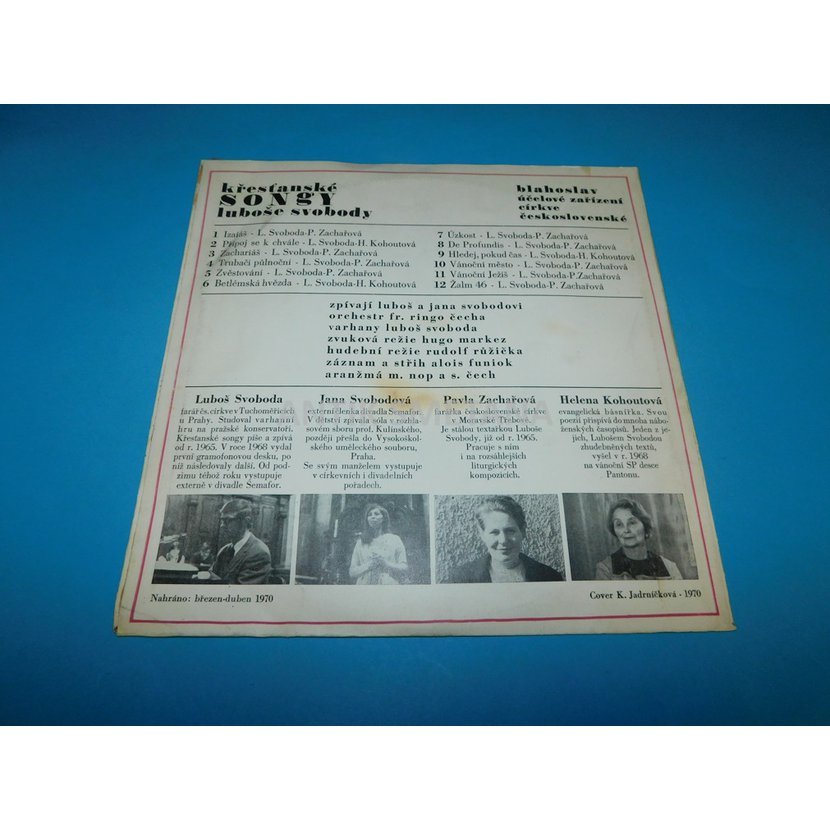 křesťanské
SONGY
luboše svobody
blahoslav
účelové zařízení
církve
československé
1 Izajáš - L. Svoboda-P. Zachařová
2 Připoj se k chvále - L. Svoboda-H. Kohoutová
3 Zachariáš - L. Svoboda-P. Zachařová
4 Trubači půlnoční - L. Svoboda-P. Zachařová
5 Zvěstování - L. Svoboda-P. Zachařová
6 Betlémská hvězda - L. Svoboda-H. Kohoutová
7 Úzkost - L. Svoboda-P. Zachařová
8 De Profundis - L. Svoboda-P. Zachařová
9 Hledej, pokud čas - L. Svoboda-H. Kohoutová
10 Vánoční město - L. Svoboda-P. Zachařová
11 Vánoční Ježíš - L. Svoboda-P.Zachařová
12 Žalm 46 - L. Svoboda-P. Zachařová
zpívají luboš a jana svobodovi
orchestr fr. ringo čecha
varhany luboš svoboda
zvuková režie hugo markez
hudební režie rudolf růžička
záznam a střih alois funiok
aranžmá m. nop a s. čech
Luboš Svoboda
farář čs. církve v Tuchoměřicích
u Prahy. Studoval varhanní
hru na pražské konservatoři.
Křesťanské songy píše a zpívá
od r. 1965. V roce 1968 vydal
první gramofonovou desku, po
níž následovaly další. Od pod-
zimu téhož roku vystupuje
externě v divadle Semafor.
Jana Svobodová
externí členka divadla Semafor.
V dětství zpívala sóla v rozhla-
sovém sboru prof. Kulínského,
později přešla do Vysokoškol-
ského uměleckého souboru,
Praha.
Se svým manželem vystupuje
v církevních i divadelních
pořadech.
Pavla Zachařová
farářka československé církve
v Moravské Třebové.
Je stálou textařkou Luboše
Svobody, již od r. 1965.
Pracuje s ním
i na rozsáhlejších
liturgických
kompozicích.
Helena Kohoutová
evangelická básnířka. Svou
poezií přispívá do mnoha nábo-
ženských časopisů. Jeden z je-
jich, Lubošem Svobodou
zhudebněných textů,
vyšel v r. 1968
na vánoční SP desce
Pantonu.
Nahráno: březen-duben 1970
Cover K. Jadrníčková - 1970